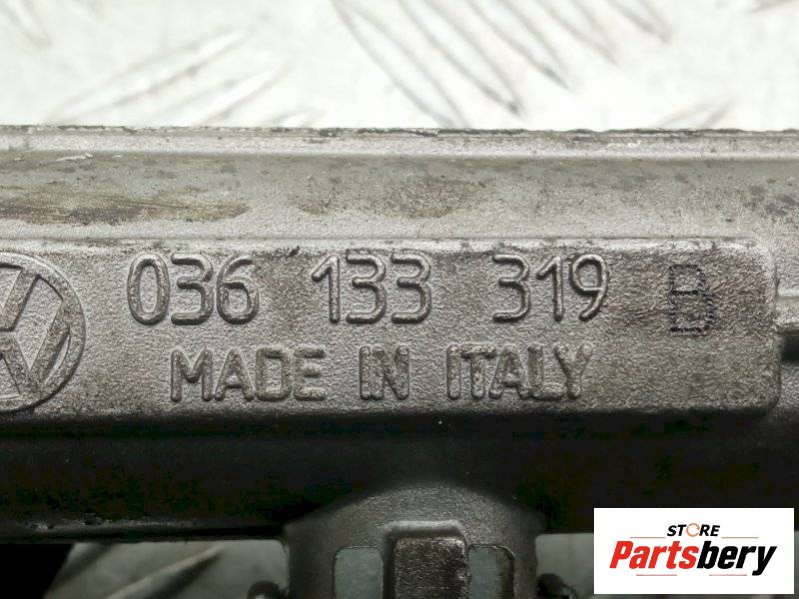 036 133 319 B
MADE IN ITALY
STORE
Partsbery